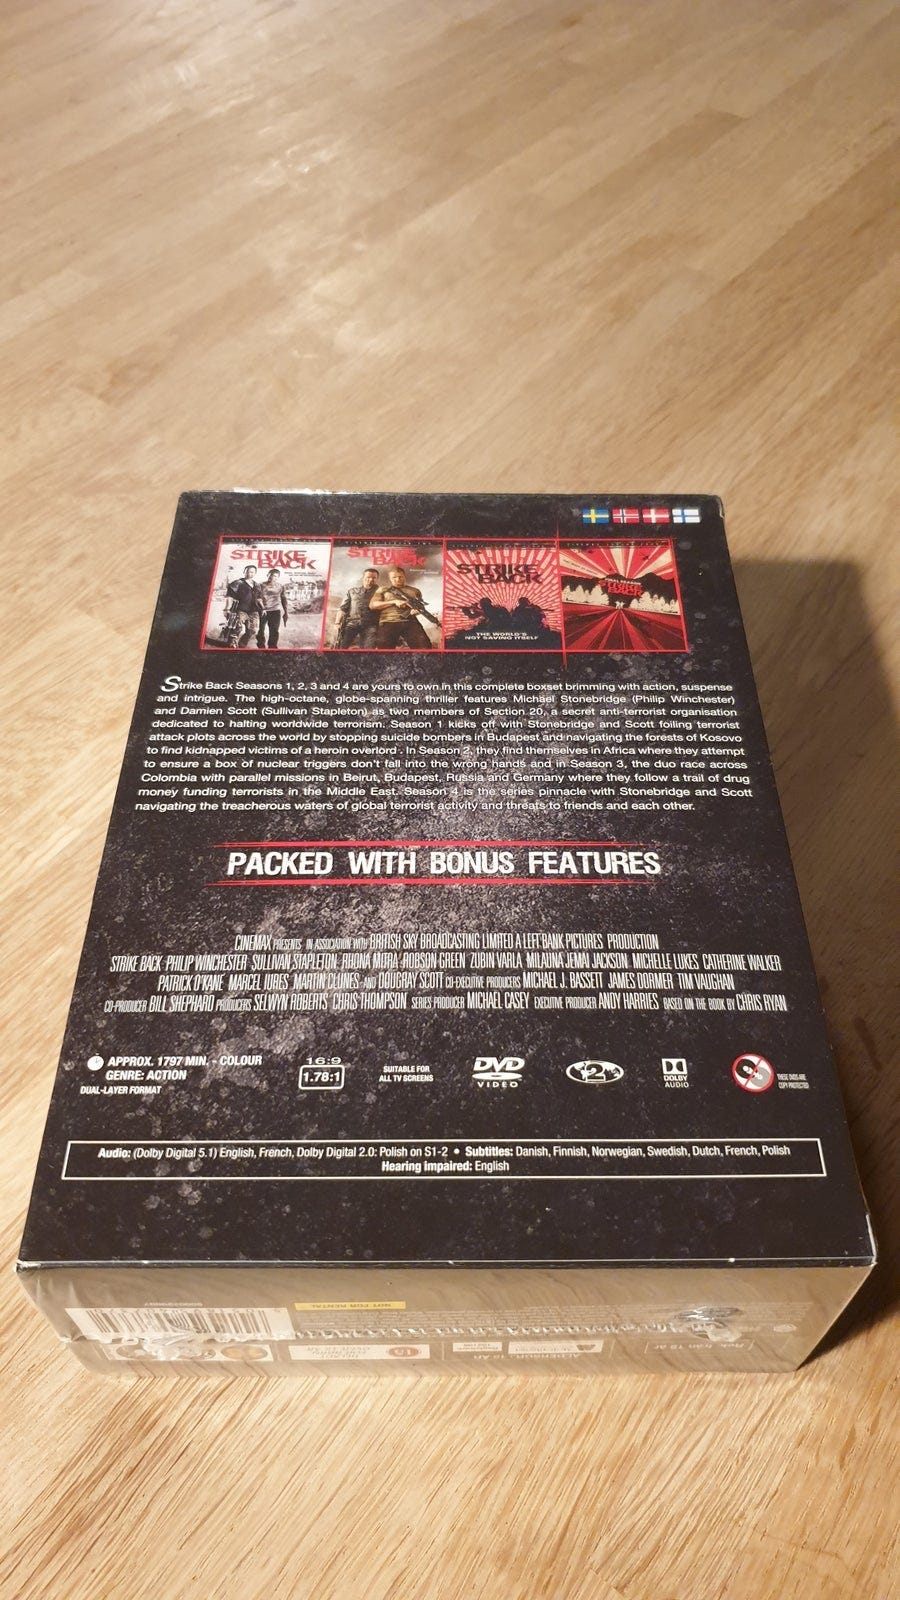 STRIKE BACK
STRIKE BACK
STRIKE BACK
THE WORLD'S
NOT SAVING ITSELF
FINAL SEASON
STRIKE BACK
Strike Back Seasons 1, 2, 3 and 4 are yours to own in this complete boxset brimming with action, suspense
and intrigue. The high-octane, globe-spanning thriller features Michael Stonebridge (Philip Winchester)
and Damien Scott (Sullivan Stapleton) as two members of Section 20, a secret anti-terrorist organisation
dedicated to halting worldwide terrorism. Season 1 kicks off with Stonebridge and Scott foiling terrorist
attack plots across the world by stopping suicide bombers in Budapest and navigating the forests of Kosovo
to find kidnapped victims of a heroin overlord . In Season 2, they find themselves in Africa where they attempt
to ensure a box of nuclear triggers don't fall into the wrong hands and in Season 3, the duo race across
Colombia with parallel missions in Beirut, Budapest, Russia and Germany where they follow a trail of drug
money funding terrorists in the Middle East. Season 4 is the series pinnacle with Stonebridge and Scott
navigating the treacherous waters of global terrorist activity and threats to friends and each other.
PACKED WITH BONUS FEATURES
CINEMAX PRESENTS IN ASSOCIATION WITH BRITISH SKY BROADCASTING LIMITED A LEFT BANK PICTURES PRODUCTION
STRIKE BACK PHILIP WINCHESTER SULLIVAN STAPLETON RHONA MITRA ROBSON GREEN ZUBIN VARLA MILAUNA JEMAI JACKSON MICHELLE LUKES CATHERINE WALKER
PATRICK O'KANE MARCEL IURES MARTIN CLUNES AND DOUGRAY SCOTT CO-EXECUTIVE PRODUCERS MICHAEL J. BASSETT JAMES DORMER TIM VAUGHAN
CO-PRODUCER BILL SHEPHARD PRODUCERS SELWYN ROBERTS CHRIS THOMPSON SERIES PRODUCER MICHAEL CASEY EXECUTIVE PRODUCER ANDY HARRIES BASED ON THE BOOK BY CHRIS RYAN
APPROX. 1797 MIN. - COLOUR
GENRE: ACTION
DUAL-LAYER FORMAT
16:9
1.78:1
SUITABLE FOR
ALL TV SCREENS
DVD
VIDEO
2
DOLBY
AUDIO
THESE DVDS ARE
COPY PROTECTED
Audio: (Dolby Digital 5.1) English, French, Dolby Digital 2.0: Polish on S1-2 • Subtitles: Danish, Finnish, Norwegian, Swedish, Dutch, French, Polish
Hearing impaired: English
NOT FOR RENTAL